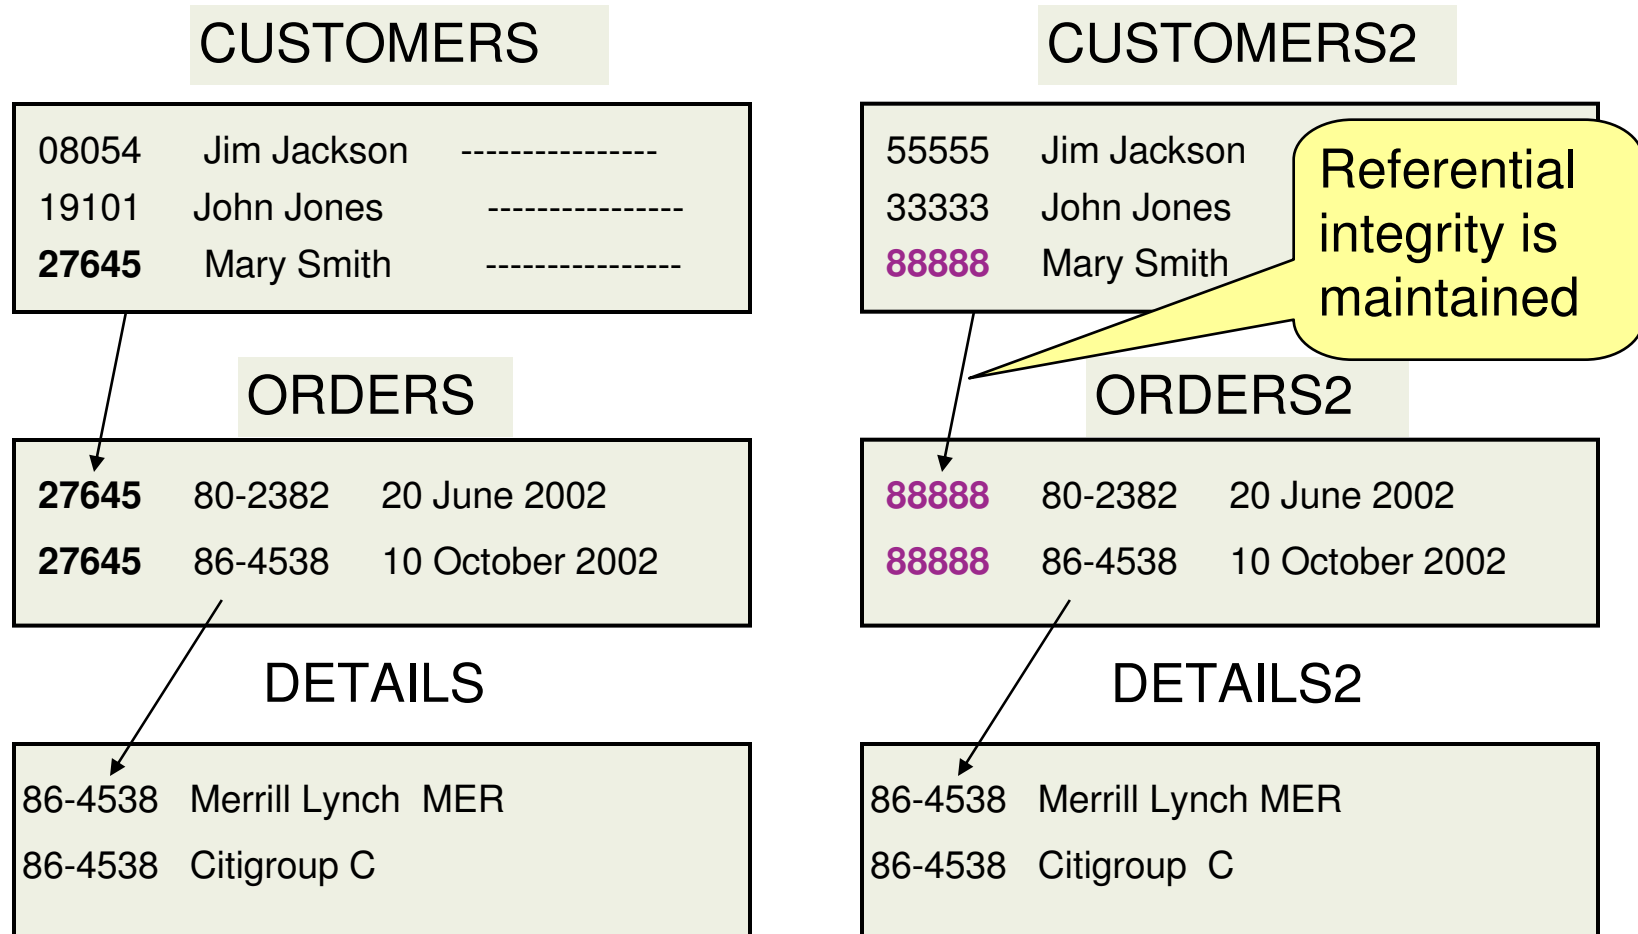 CUSTOMERS
08054 Jim Jackson ----------------
19101 John Jones ----------------
27645 Mary Smith ----------------
ORDERS
27645 80-2382 20 June 2002
27645 86-4538 10 October 2002
DETAILS
86-4538 Merrill Lynch MER
86-4538 Citigroup C
CUSTOMERS2
55555 Jim Jackson
33333 John Jones
88888 Mary Smith
Referential
integrity is
maintained
ORDERS2
88888 80-2382 20 June 2002
88888 86-4538 10 October 2002
DETAILS2
86-4538 Merrill Lynch MER
86-4538 Citigroup C